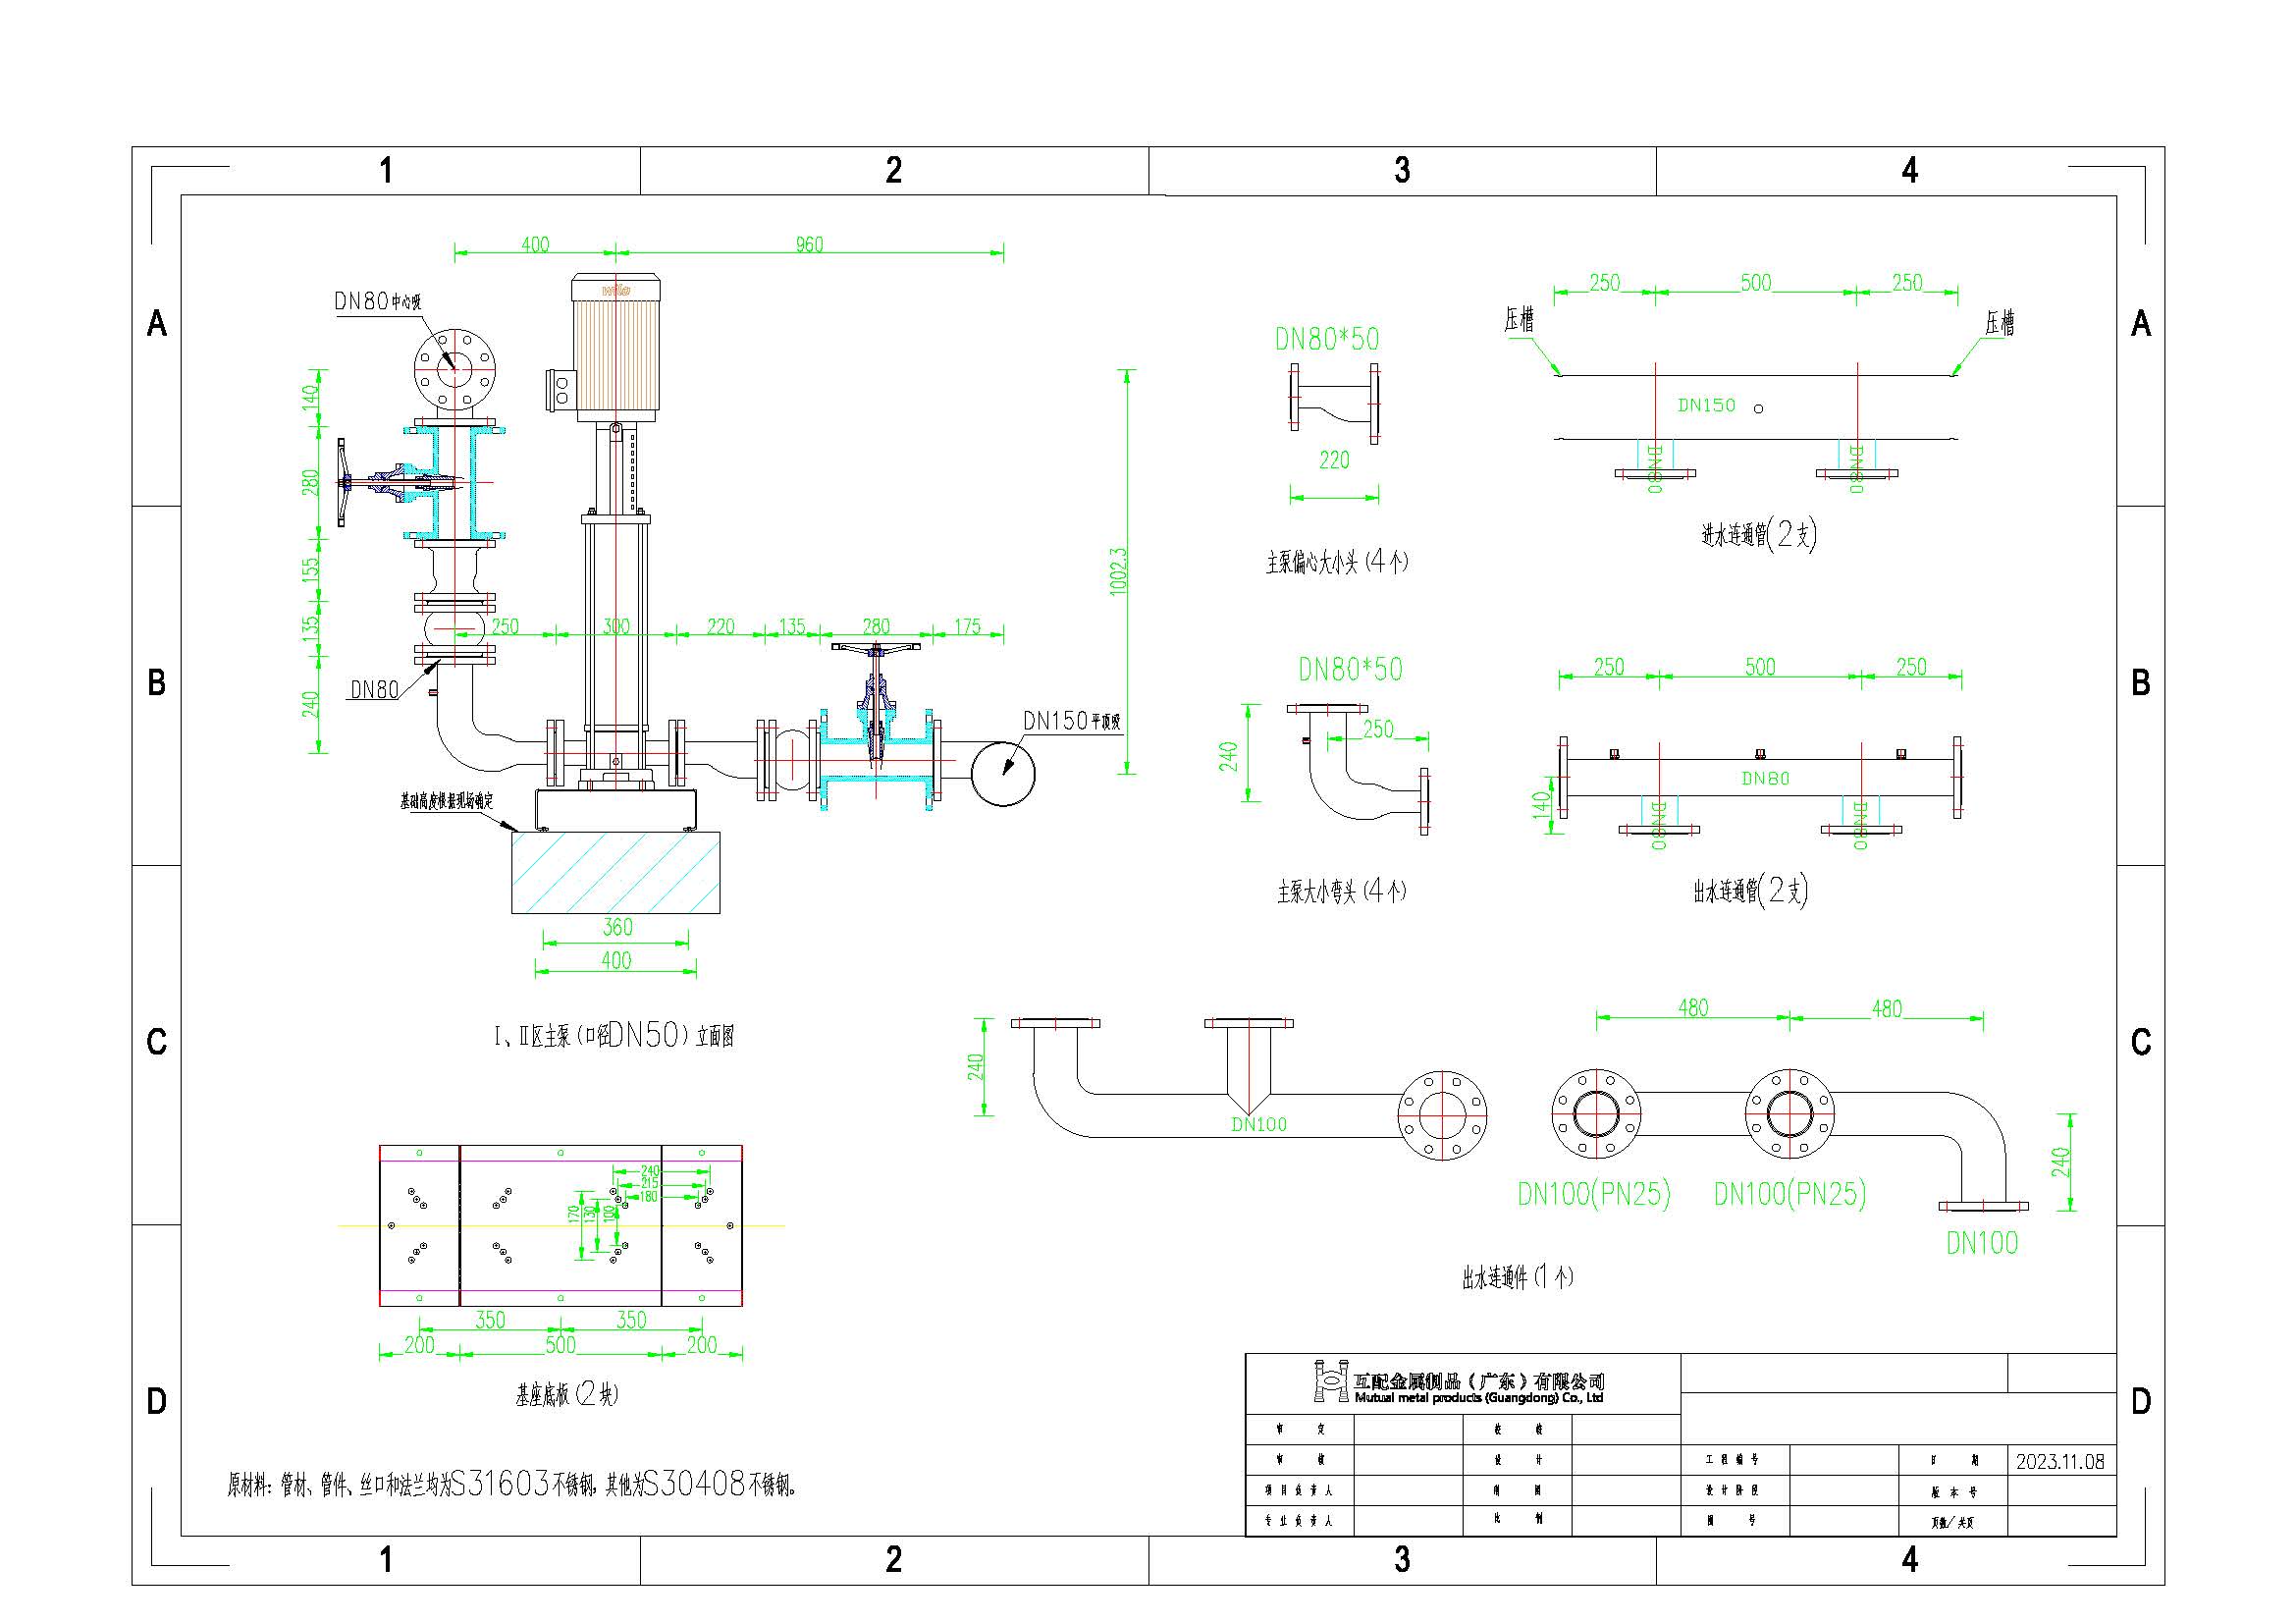 1 2 3 4
A A
B B
C C
D D
400 960
DN80中心吸
wilo
140
280
155
135
240
250 300 220 135 280 175
DN80
1002.3
DN150平顶吸
基础高度根据现场确定
360
400
I、II区主泵(口径DN50)立面图
DN80*50
220
主泵偏心大小头(4个)
250 500 250
压槽 压槽
DN150
DN80 DN80
进水连通管(2支)
DN80*50
240
250
主泵大小弯头(4个)
250 500 250
140
DN80
DN80 DN80
出水连通管(2支)
240
DN100
480 480
240
DN100(PN25) DN100(PN25)
DN100
出水连通件(1个)
240
215
180
170 130 100
350 350
200 500 200
基座底板(2块)
原材料:管材、管件、丝口和法兰均为S31603不锈钢,其他为S30408不锈钢。
互配金属制品(广东)有限公司
Mutual metal products (Guangdong) Co., Ltd
审 定
审 核 设 计 工程编号 日 期 2023.11.08
项目负责人 制 图 设计阶段 版本号
专业负责人 比 例 图 号 页数/共页
1 2 3 4